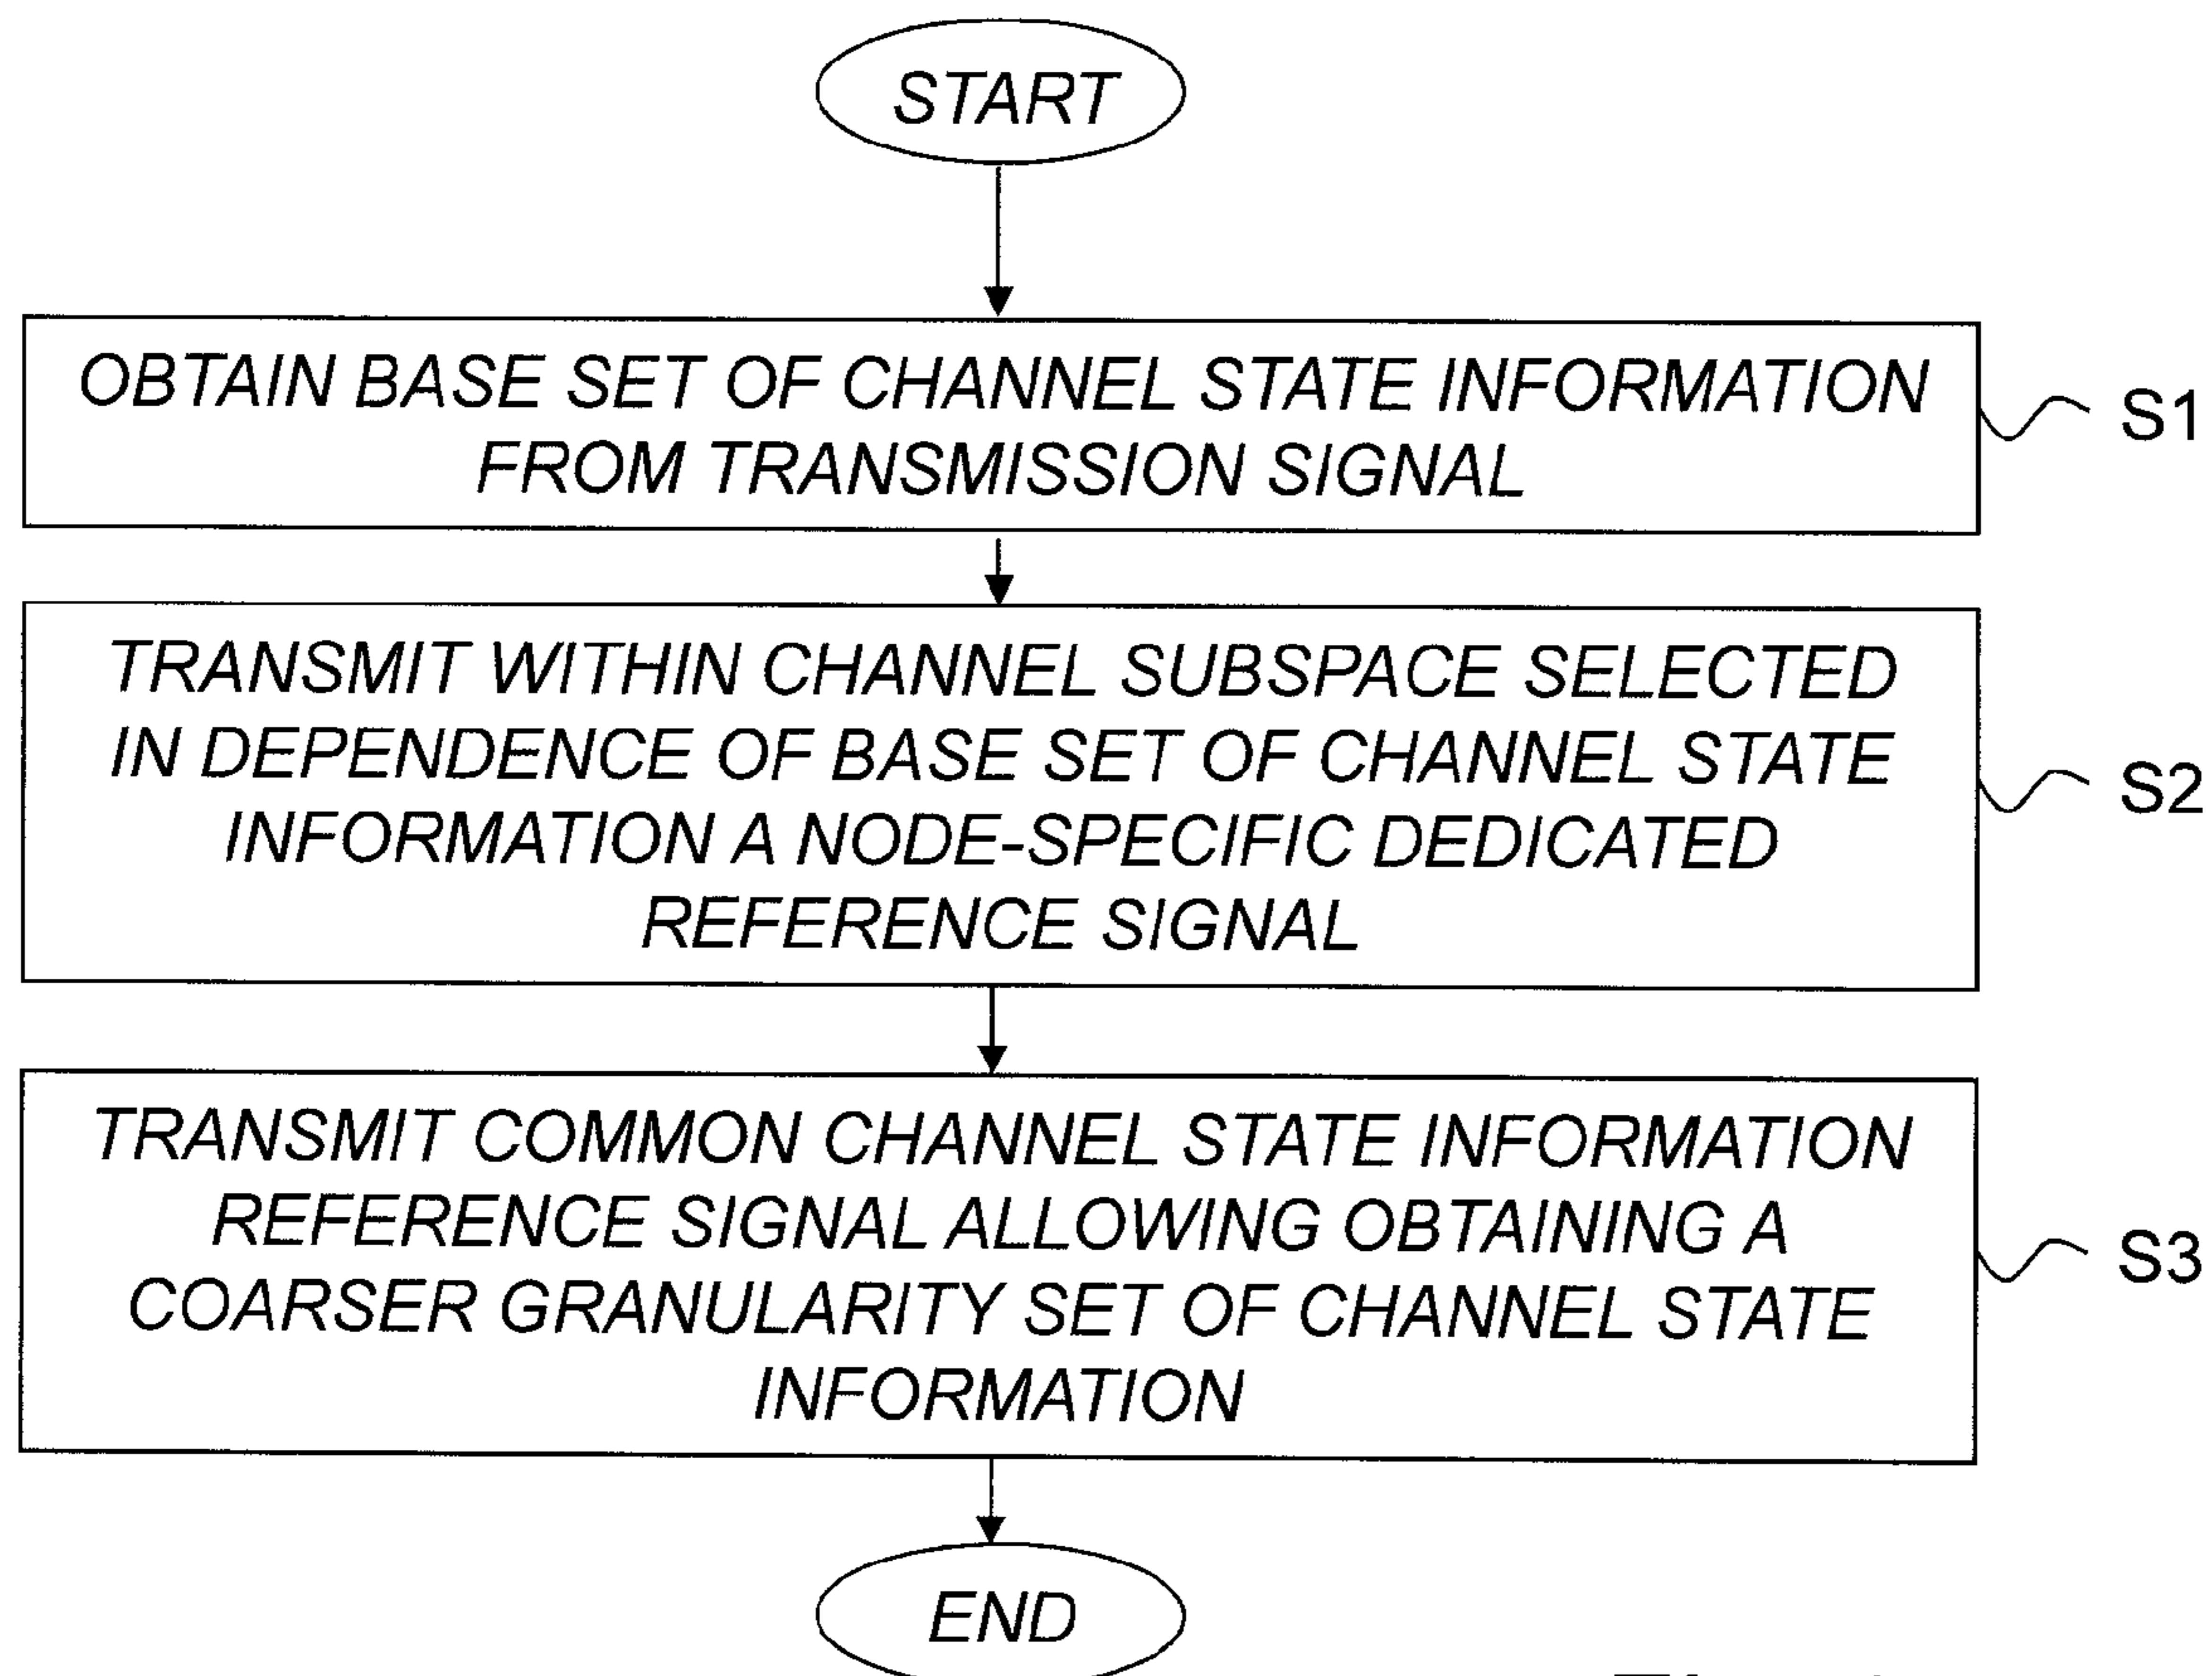 START
OBTAIN BASE SET OF CHANNEL STATE INFORMATION
FROM TRANSMISSION SIGNAL
S1
TRANSMIT WITHIN CHANNEL SUBSPACE SELECTED
IN DEPENDENCE OF BASE SET OF CHANNEL STATE
INFORMATION A NODE-SPECIFIC DEDICATED
REFERENCE SIGNAL
S2
TRANSMIT COMMON CHANNEL STATE INFORMATION
REFERENCE SIGNAL ALLOWING OBTAINING A
COARSER GRANULARITY SET OF CHANNEL STATE
INFORMATION
S3
END